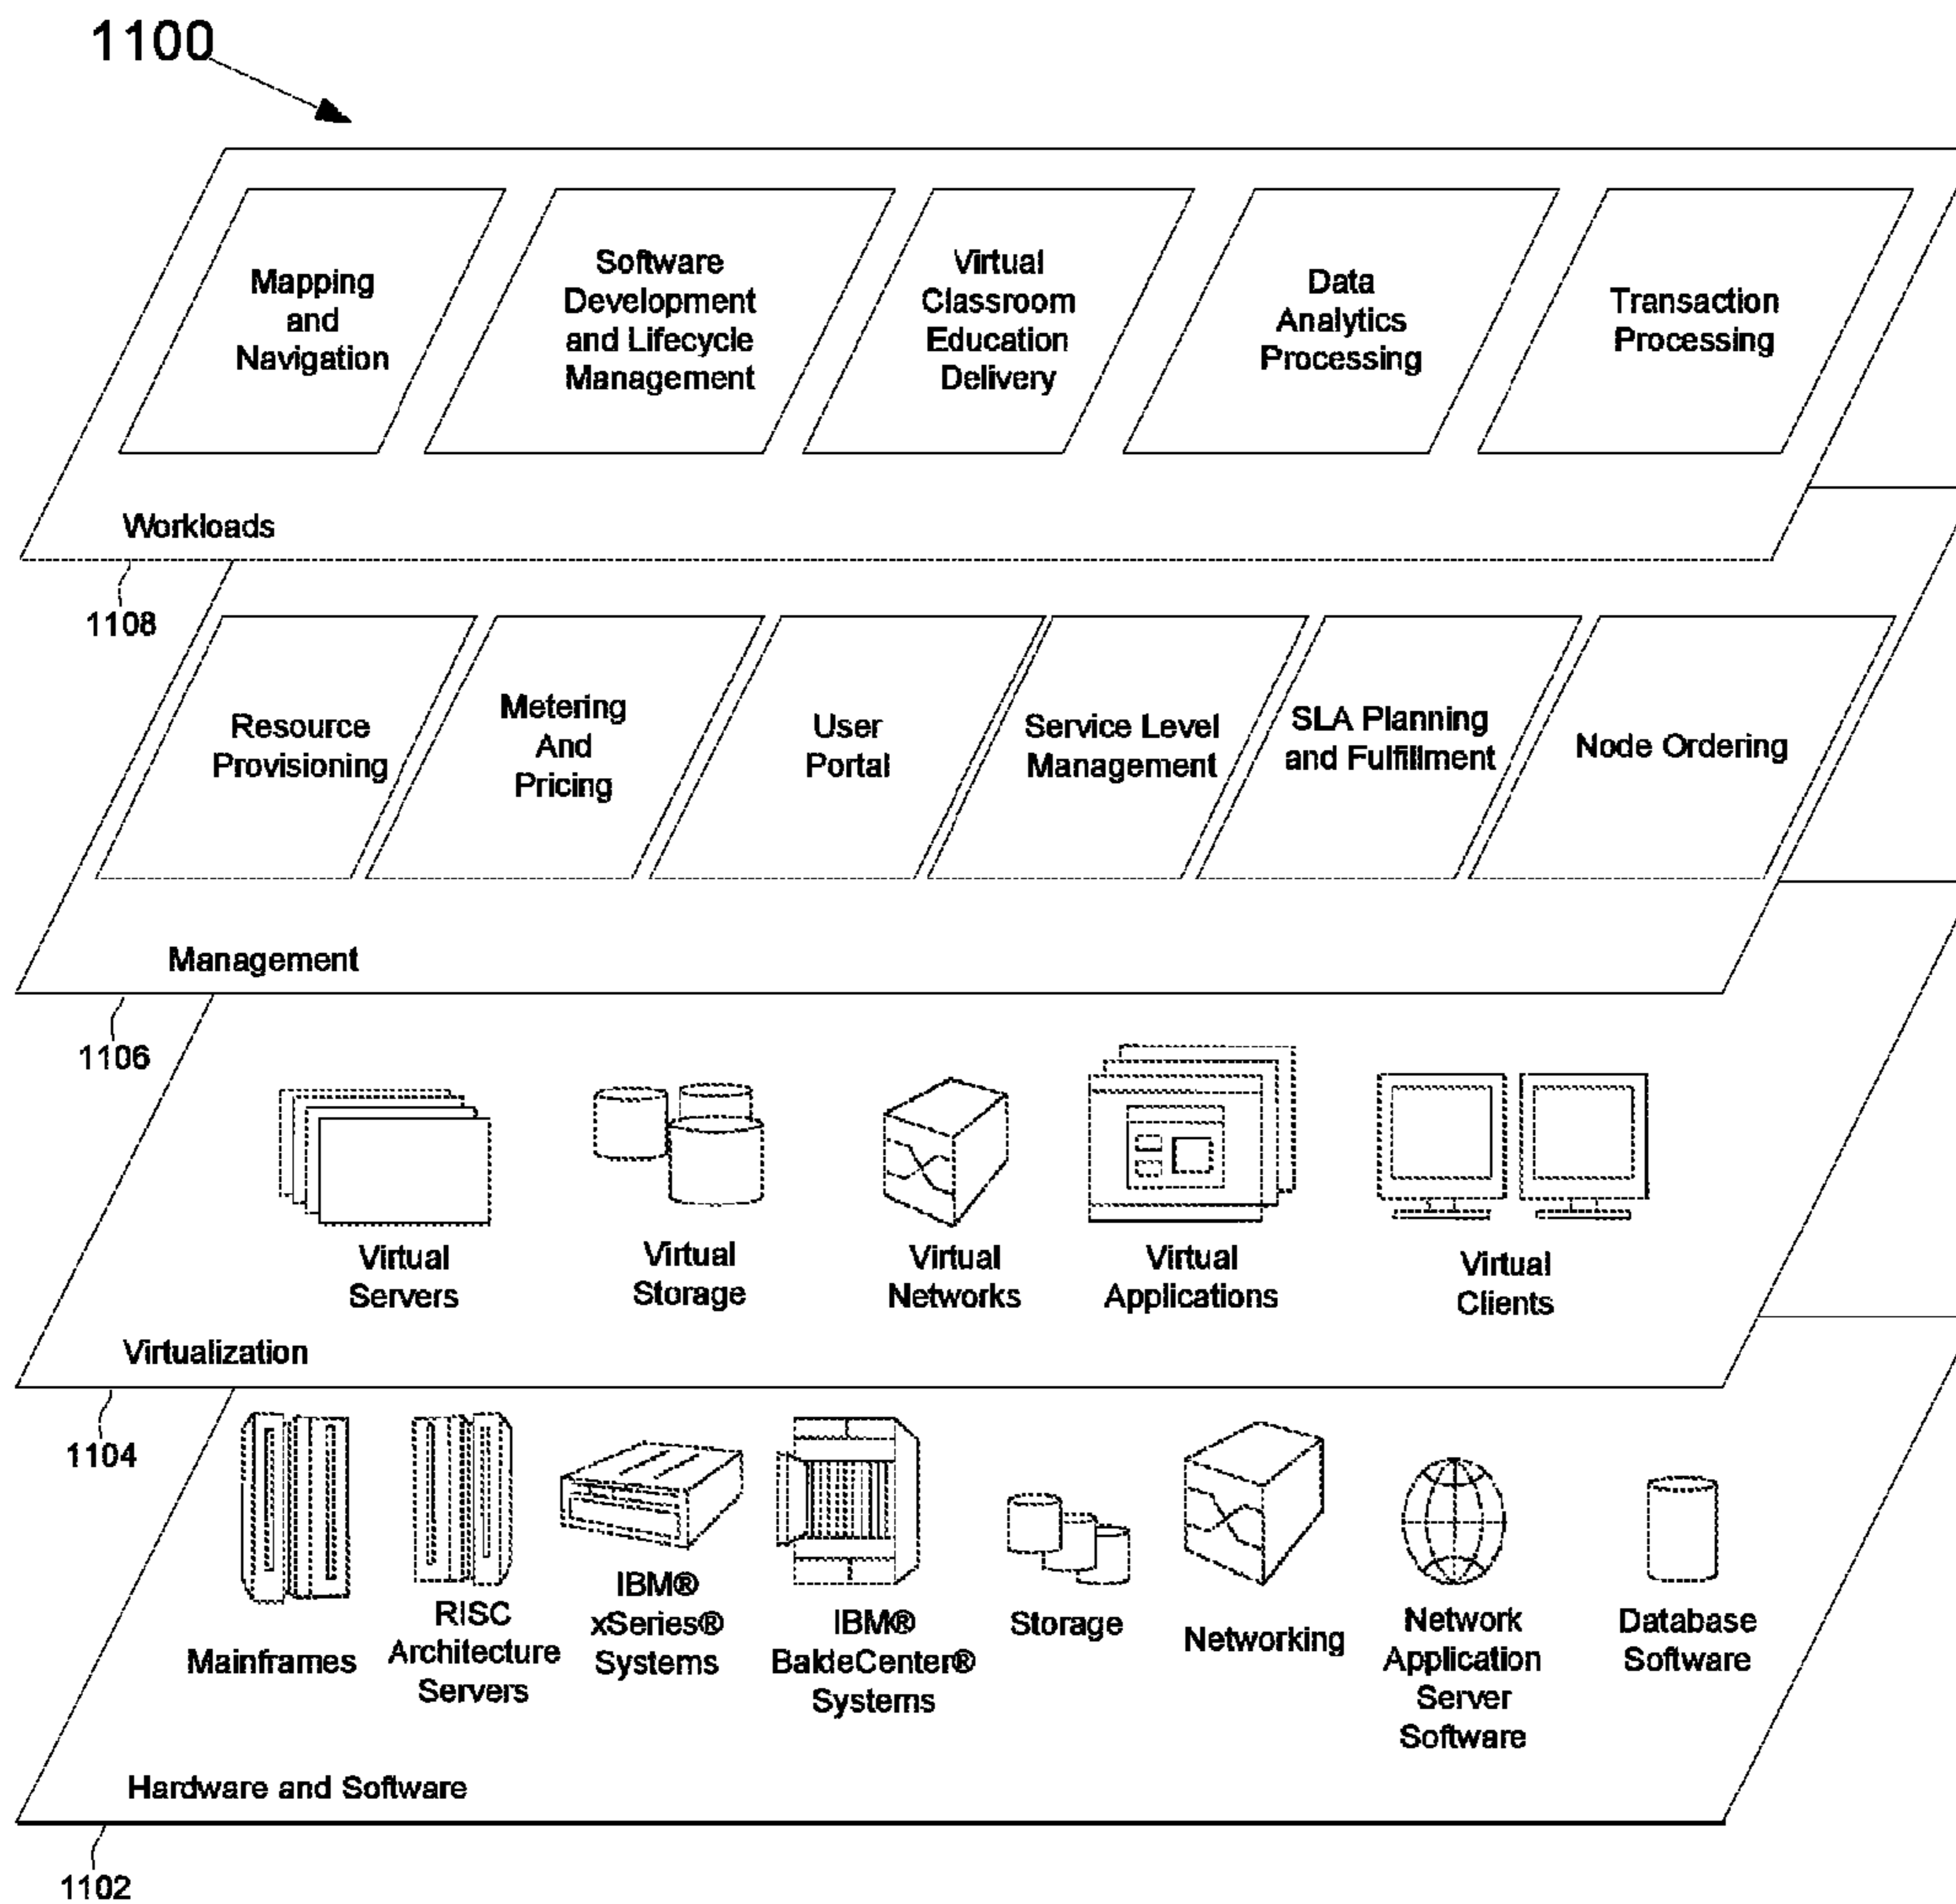 1100
Mapping
and
Navigation
Software
Development
and Lifecycle
Management
Virtual
Classroom
Education
Delivery
Data
Analytics
Processing
Transaction
Processing
Workloads
1108
Resource
Provisioning
Metering
And
Pricing
User
Portal
Service Level
Management
SLA Planning
and Fulfillment
Node Ordering
Management
1106
Virtual
Servers
Virtual
Storage
Virtual
Networks
Virtual
Applications
Virtual
Clients
Virtualization
1104
Mainframes
RISC
Architecture
Servers
IBM®
xSeries®
Systems
IBM®
BaldeCenter®
Systems
Storage
Networking
Network
Application
Server
Software
Database
Software
Hardware and Software
1102